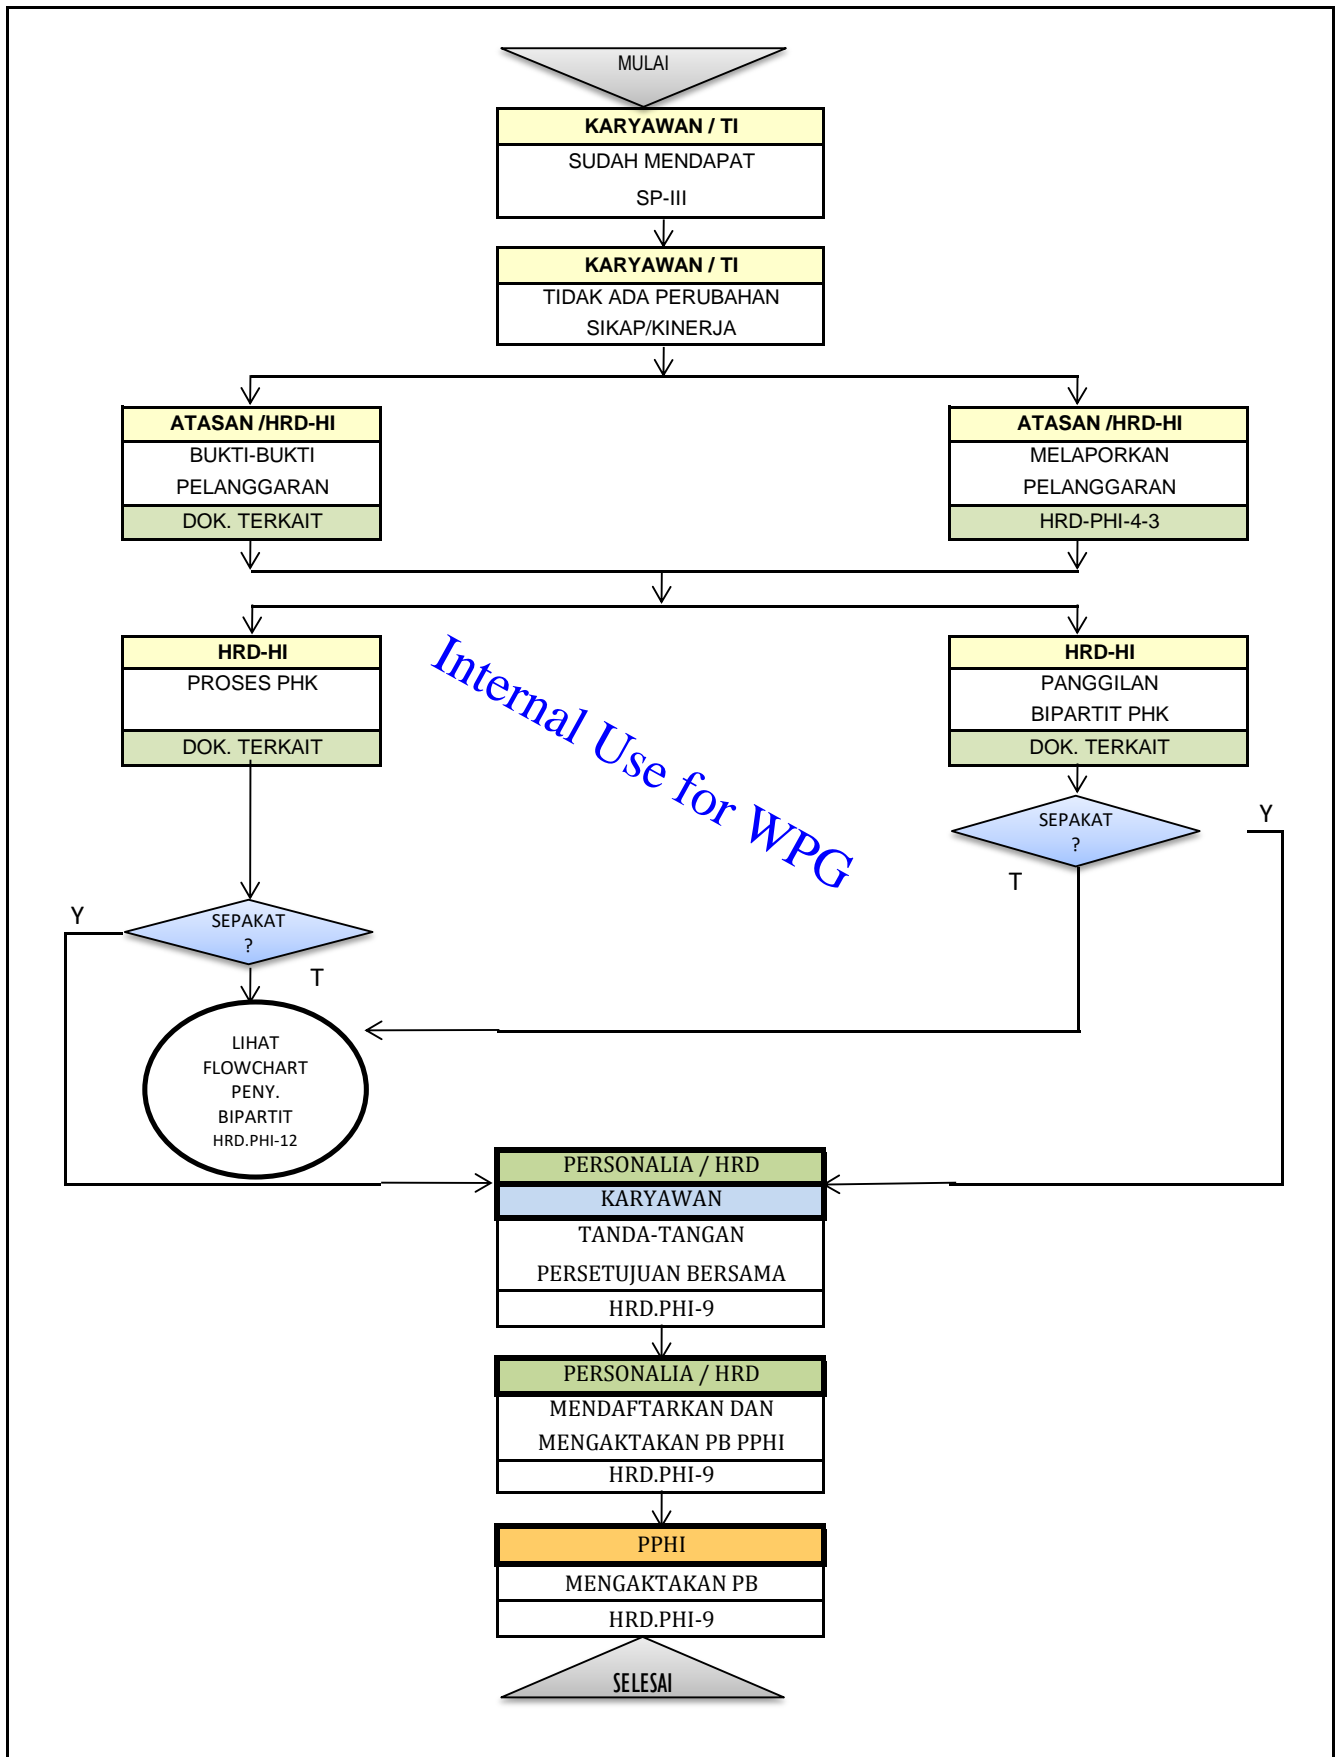 MULAI
KARYAWAN / TI
SUDAH MENDAPAT
SP-III
KARYAWAN / TI
TIDAK ADA PERUBAHAN
SIKAP/KINERJA
ATASAN /HRD-HI
BUKTI-BUKTI
PELANGGARAN
DOK. TERKAIT
ATASAN /HRD-HI
MELAPORKAN
PELANGGARAN
HRD-PHI-4-3
HRD-HI
PROSES PHK
DOK. TERKAIT
HRD-HI
PANGGILAN
BIPARTIT PHK
DOK. TERKAIT
Internal Use for WPG
SEPAKAT
?
Y
T
SEPAKAT
?
Y
T
LIHAT
FLOWCHART
PENY.
BIPARTIT
HRD.PHI-12
PERSONALIA / HRD
KARYAWAN
TANDA-TANGAN
PERSETUJUAN BERSAMA
HRD.PHI-9
PERSONALIA / HRD
MENDAFTARKAN DAN
MENGAKTAKAN PB PPHI
HRD.PHI-9
PPHI
MENGAKTAKAN PB
HRD.PHI-9
SELESAI